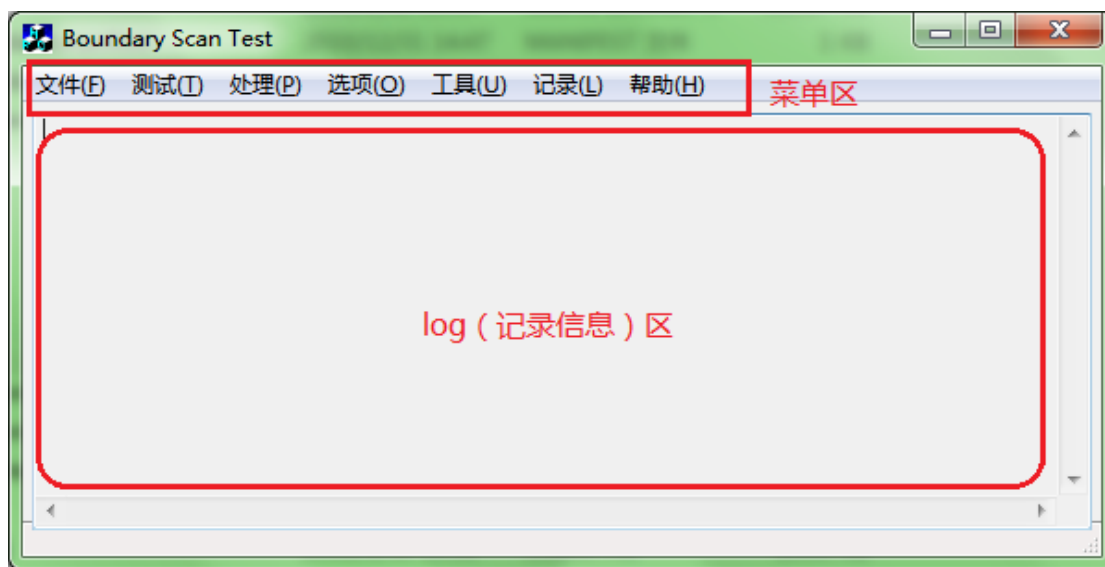 Boundary Scan Test
文件(F) 测试(T) 处理(P) 选项(O) 工具(U) 记录(L) 帮助(H)
菜单区
log（记录信息）区